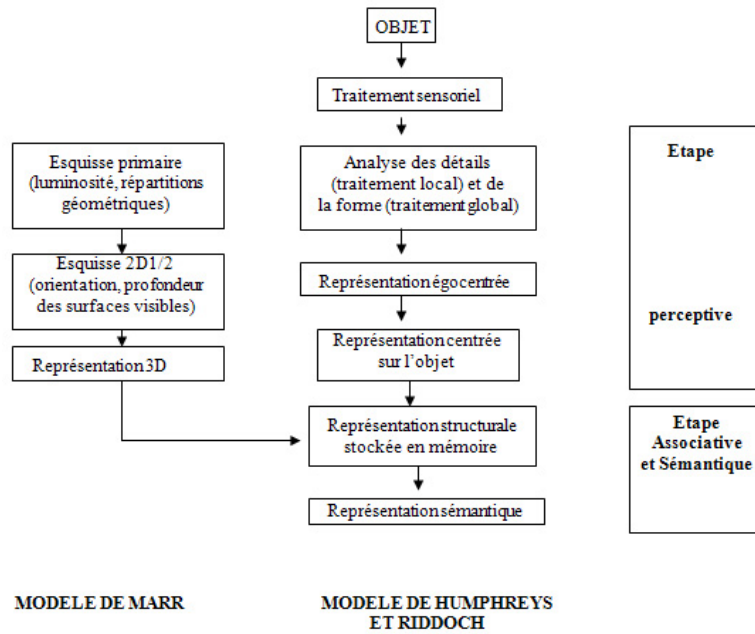 OBJET
Traitement sensoriel
Esquisse primaire
(luminosité, répartitions
géométriques)
Esquisse 2D1/2
(orientation, profondeur
des surfaces visibles)
Représentation 3D
Analyse des détails
(traitement local) et de
la forme (traitement global)
Représentation égocentrée
Représentation centrée
sur l’objet
Représentation structurale
stockée en mémoire
Représentation sémantique
Etape
perceptive
Etape
Associative
et Sémantique
MODELE DE MARR
MODELE DE HUMPHREYS
ET RIDDOCH